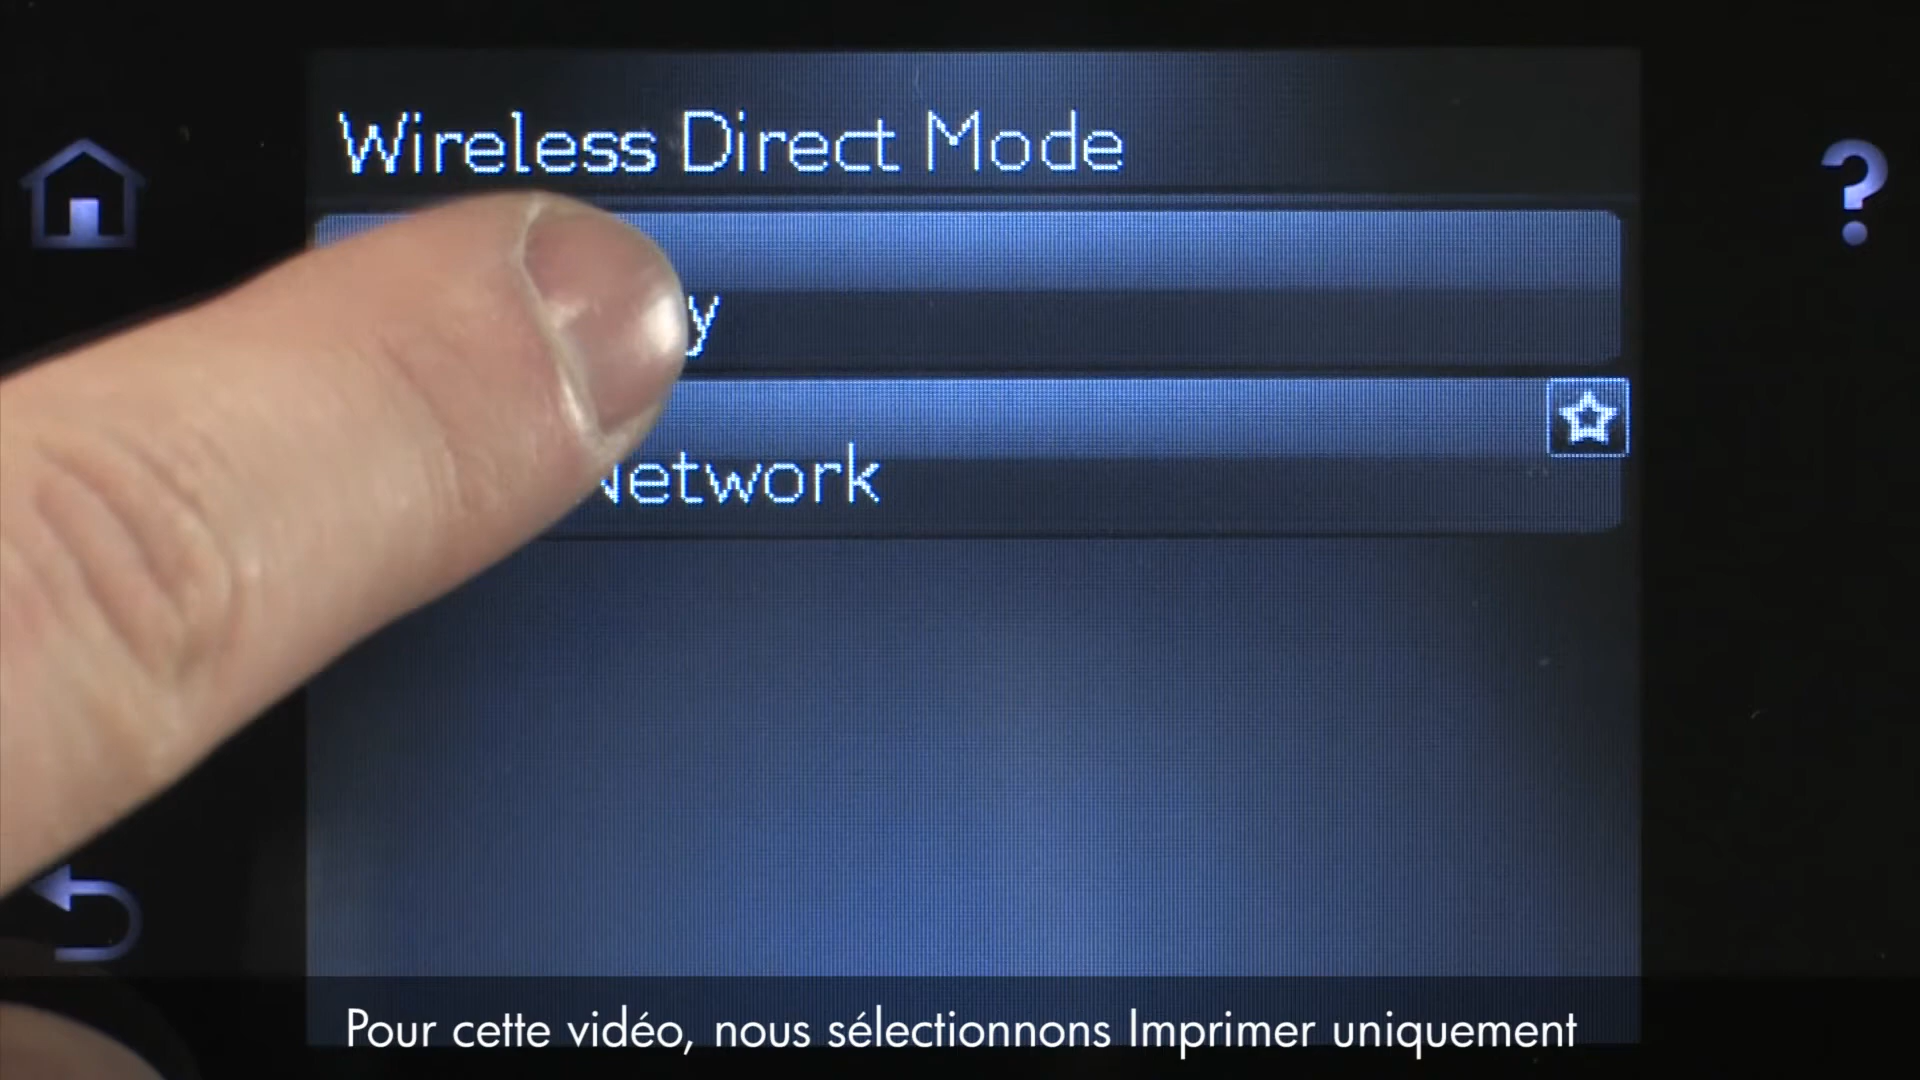 Wireless Direct Mode
Network
Pour cette vidéo, nous sélectionnons Imprimer uniquement